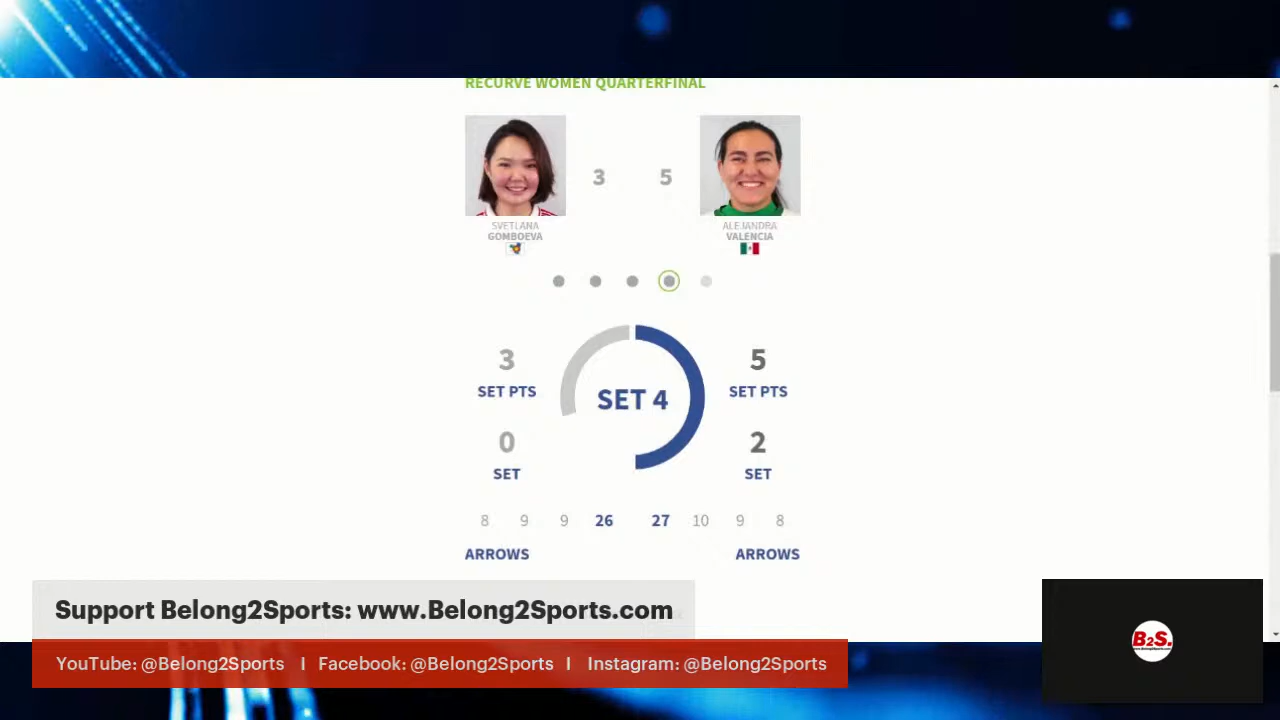 RECURVE WOMEN QUARTERFINAL
3 5
SVETLANA
GOMBOEVA
ALEJANDRA
VALENCIA
3
SET PTS
SET 4
5
SET PTS
0
SET
2
SET
8 9 9 26 27 10 9 8
ARROWS ARROWS
Support Belong2Sports: www.Belong2Sports.com
YouTube: @Belong2Sports I Facebook: @Belong2Sports I Instagram: @Belong2Sports
B2S.